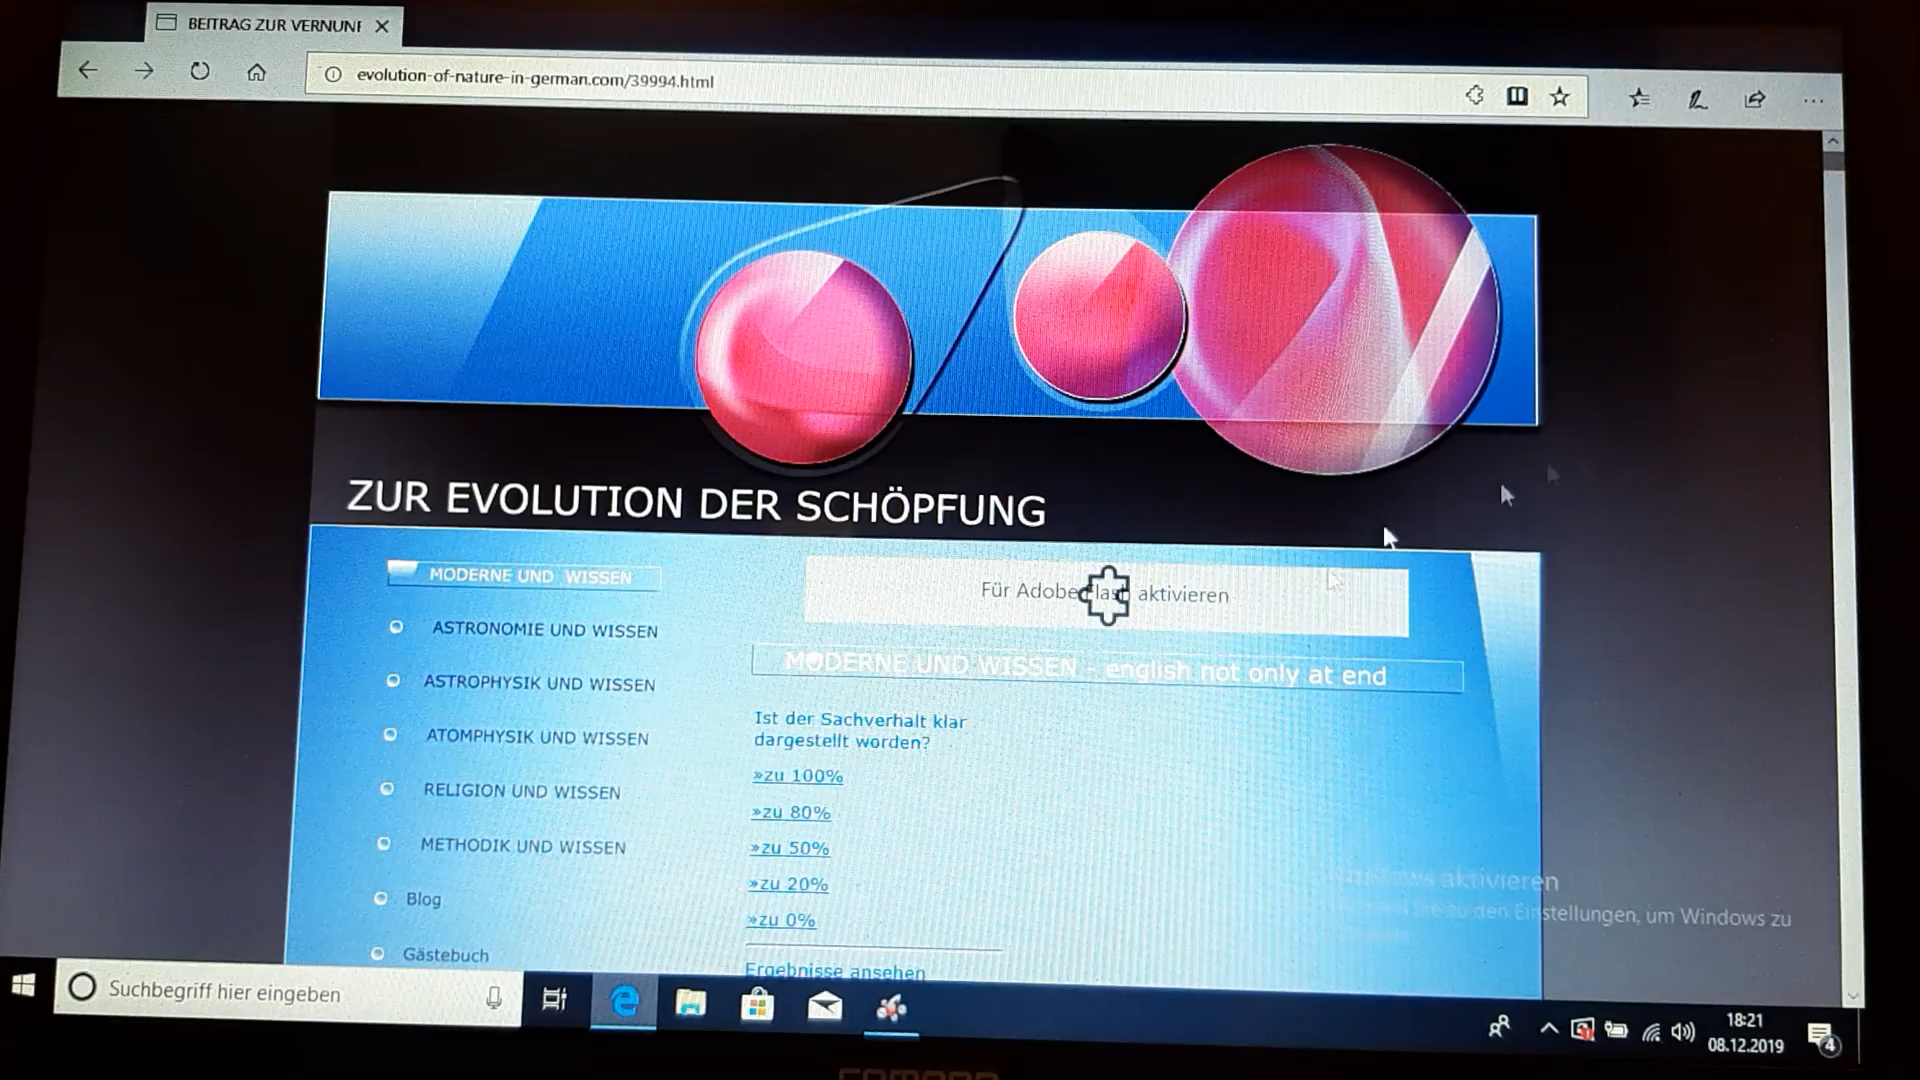 BEITRAG ZUR VERNUNF
evolution-of-nature-in-german.com/39994.html
ZUR EVOLUTION DER SCHÖPFUNG
MODERNE UND WISSEN
ASTRONOMIE UND WISSEN
ASTROPHYSIK UND WISSEN
ATOMPHYSIK UND WISSEN
RELIGION UND WISSEN
METHODIK UND WISSEN
Blog
Gästebuch
Für Adobe Flash aktivieren
MODERNE UND WISSEN - english not only at end
Ist der Sachverhalt klar
dargestellt worden?
»zu 100%
»zu 80%
»zu 50%
»zu 20%
»zu 0%
Ergebnisse ansehen
Windows aktivieren
zu den Einstellungen, um Windows zu
Suchbegriff hier eingeben
18:21
08.12.2019
4